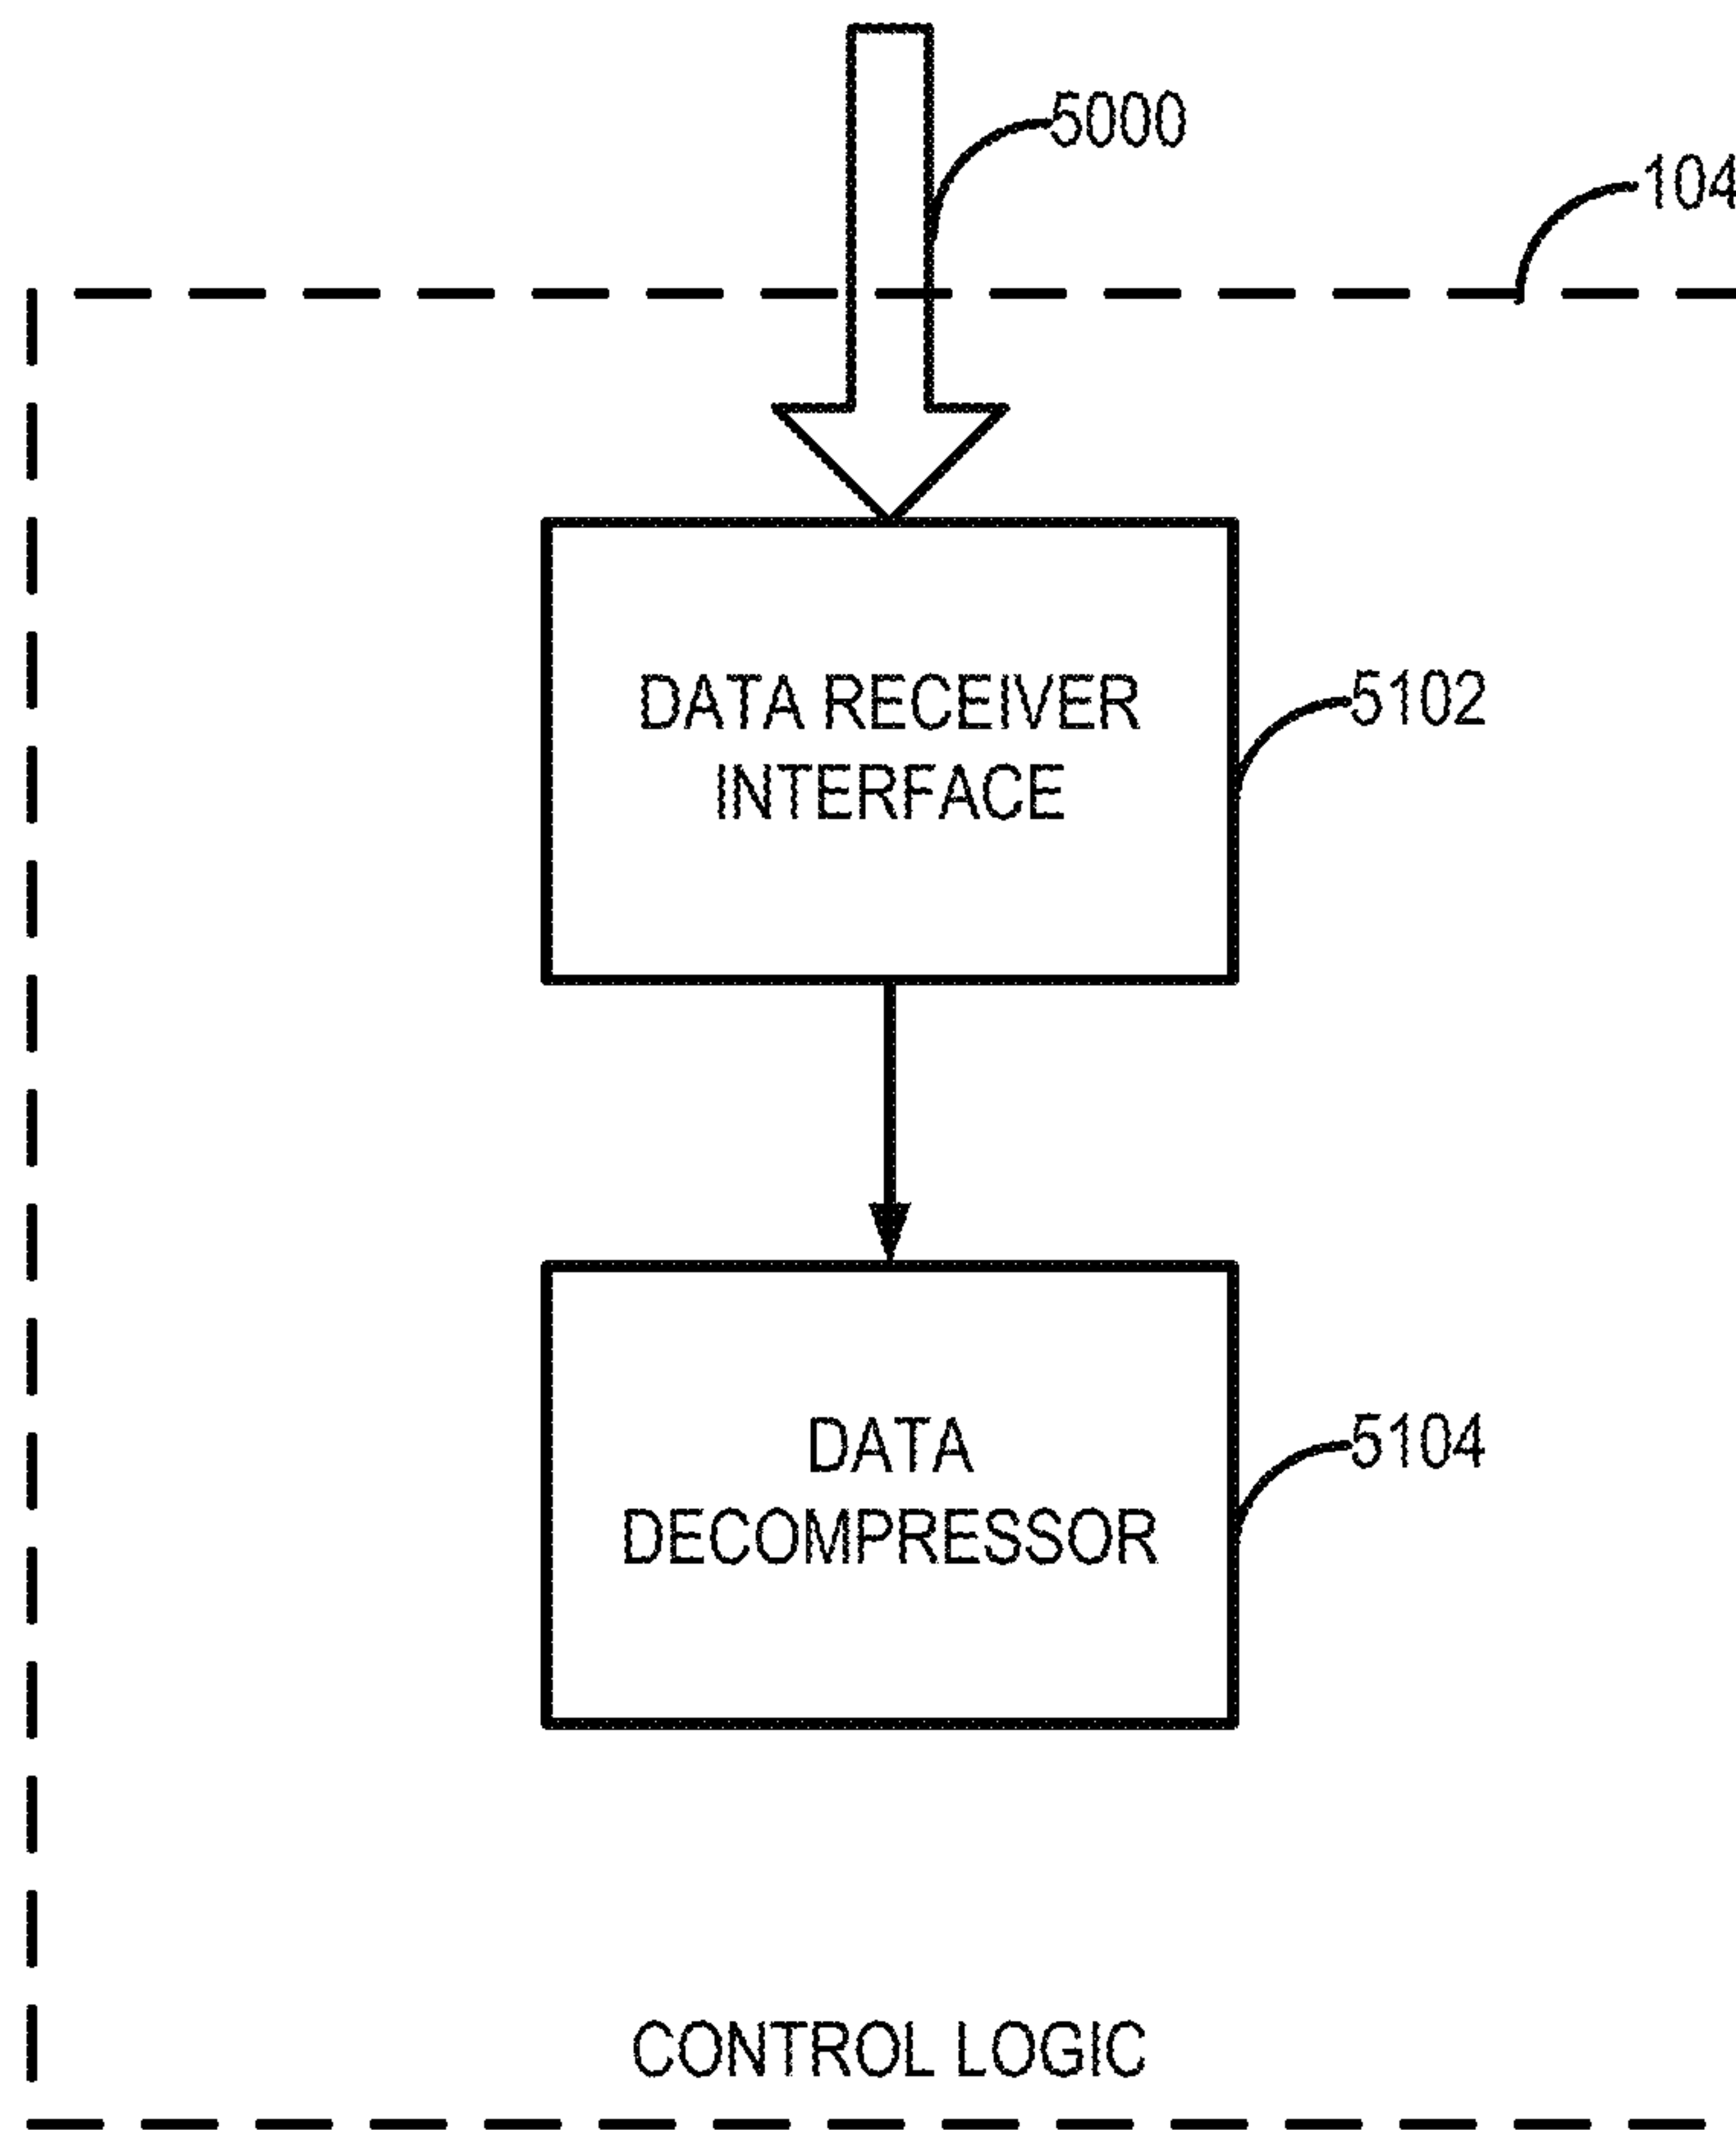 5000
104
DATA RECEIVER
INTERFACE
5102
DATA
DECOMPRESSOR
5104
CONTROL LOGIC